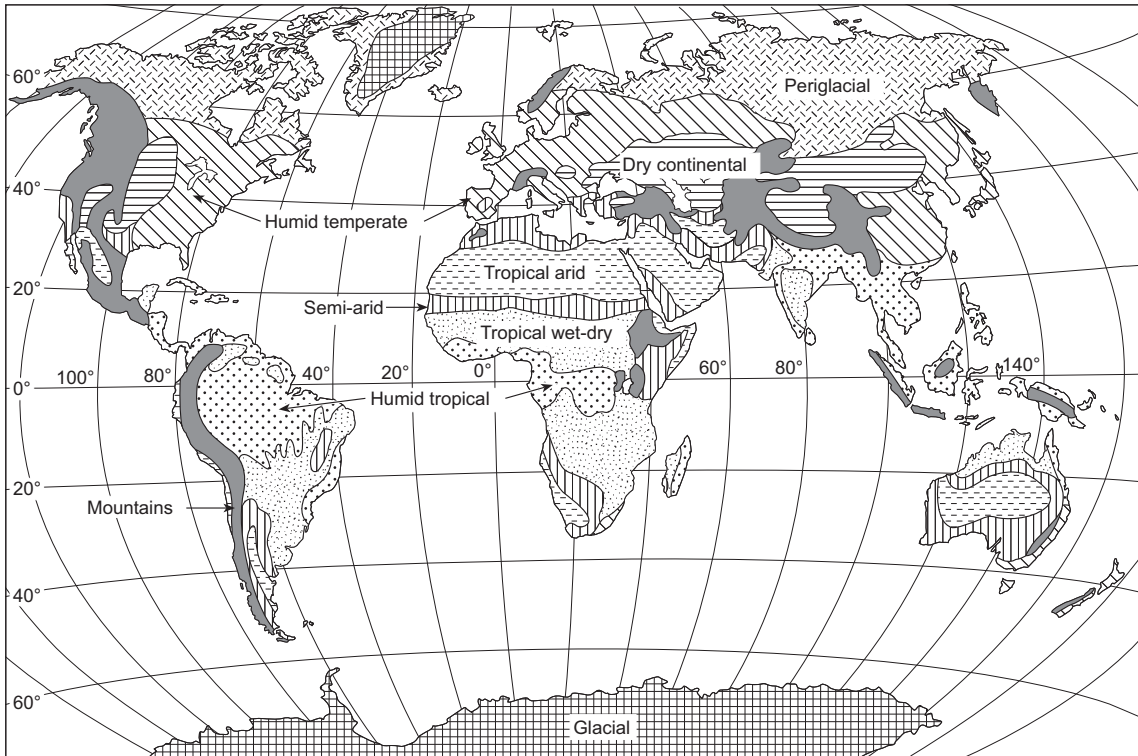 60°
Periglacial
Dry continental
40°
Humid temperate
Tropical arid
20°
Semi-arid
Tropical wet-dry
100° 80° 40° 20° 0° 60° 80° 140°
0°
Humid tropical
20°
Mountains
40°
60°
Glacial